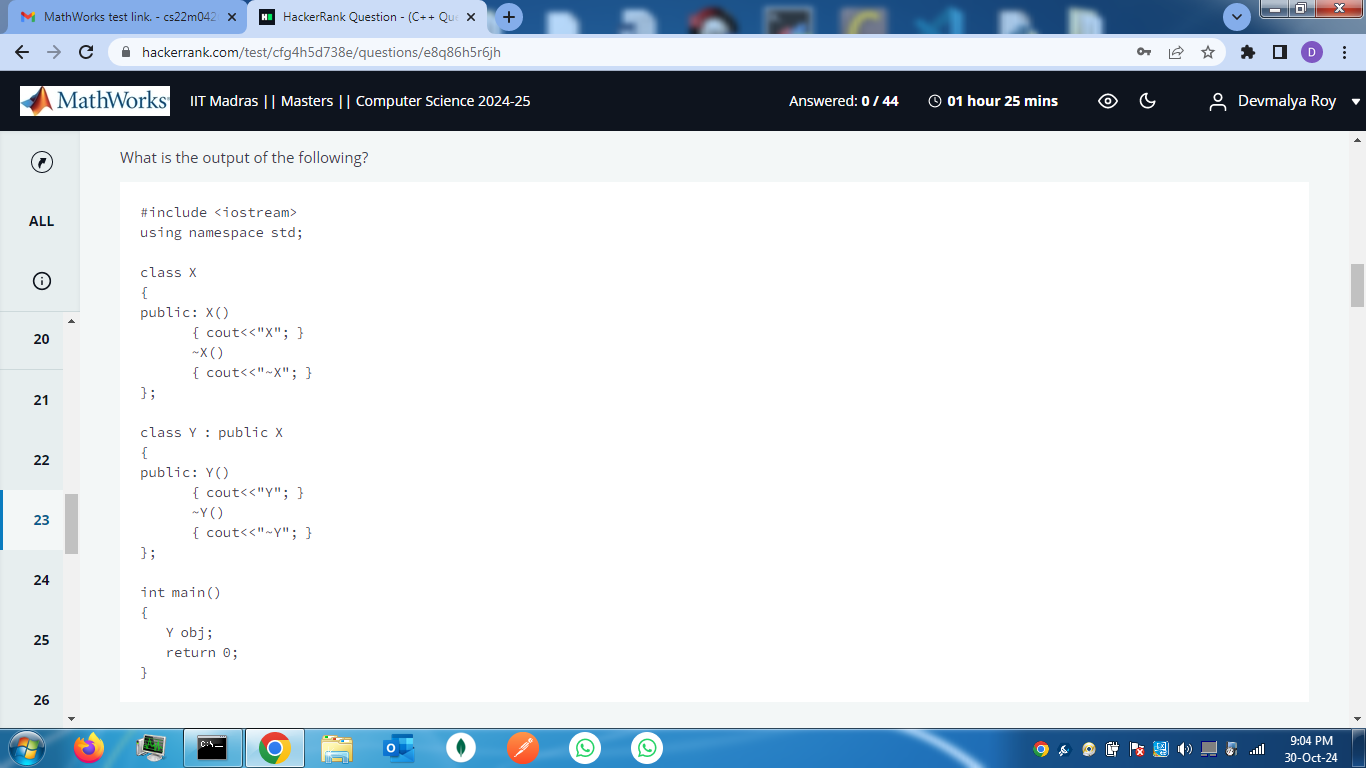 MathWorks test link. - cs22m042
HackerRank Question - (C++ Que
hackerrank.com/test/cfg4h5d738e/questions/e8q86h5r6jh
D
MathWorks
IIT Madras || Masters || Computer Science 2024-25
Answered: 0 / 44
01 hour 25 mins
Devmalya Roy
ALL
20
21
22
23
24
25
26
What is the output of the following?
#include <iostream>
using namespace std;
class X
{
public: X()
{ cout<<"X"; }
~X()
{ cout<<"~X"; }
};
class Y : public X
{
public: Y()
{ cout<<"Y"; }
~Y()
{ cout<<"~Y"; }
};
int main()
{
Y obj;
return 0;
}
9:04 PM
30-Oct-24